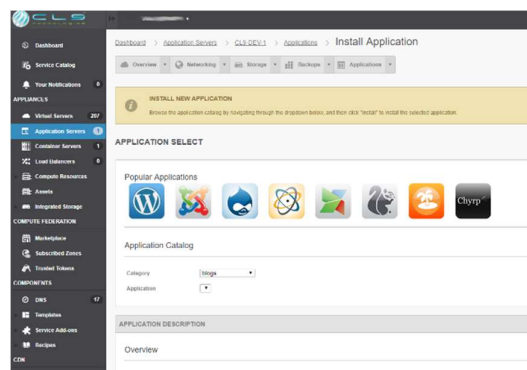 CLS
Dashboard
Service Catalog
Your Notifications 0
APPLIANCES
Virtual Servers 207
Application Servers 1
Container Servers 1
Load Balancers 0
Compute Resources
Assets
Integrated Storage
COMPUTE FEDERATION
Marketplace
Subscribed Zones
Trusted Tokens
COMPONENTS
DNS 17
Templates
Service Add-ons
Recipes
CDN
Dashboard > Application Servers > CLS-DEV-1 > Applications > Install Application
Overview
Networking
Storage
Backups
Applications
INSTALL NEW APPLICATION
Browse the application catalog by navigating through the dropdown below, and then click "Install" to install the selected application.
APPLICATION SELECT
Popular Applications
Chyrp
Application Catalog
Category blogs
Application
APPLICATION DESCRIPTION
Overview